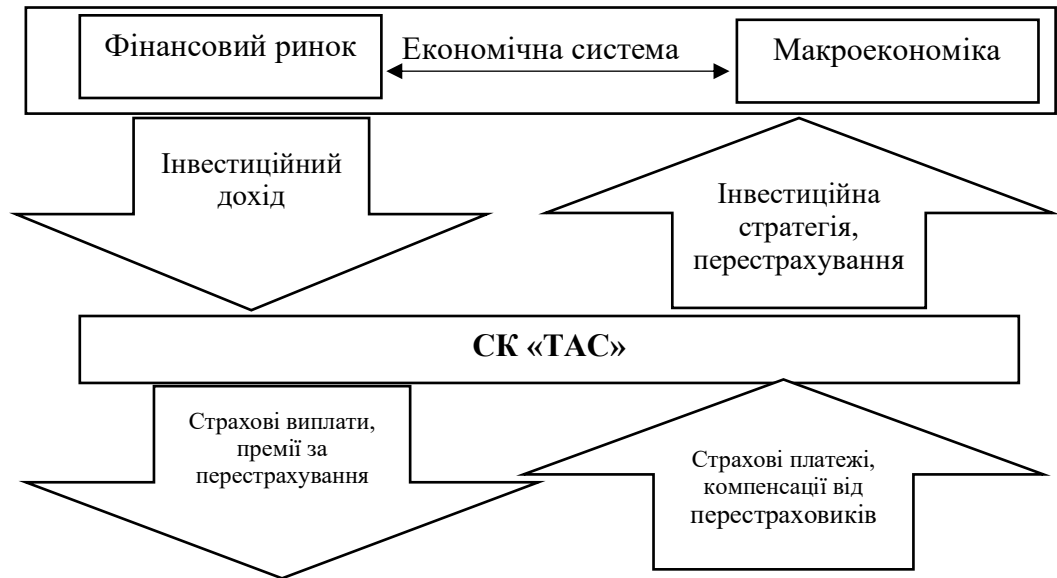 Фінансовий ринок
Економічна система
Макроекономіка
Інвестиційний
дохід
Інвестиційна
стратегія,
перестрахування
СК «ТАС»
Страхові виплати,
премії за
перестрахування
Страхові платежі,
компенсації від
перестраховиків